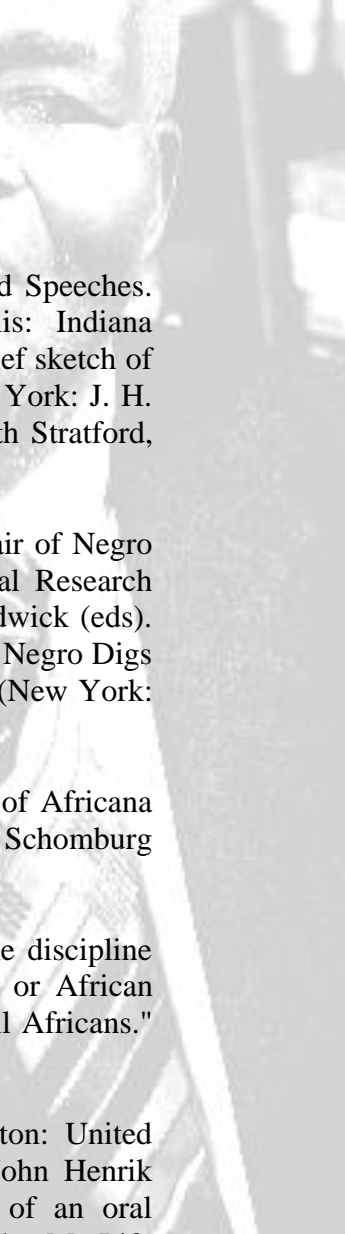 d Speeches.
is: Indiana
ef sketch of
York: J. H.
th Stratford,
air of Negro
al Research
dwick (eds).
Negro Digs
(New York:
of Africana
Schomburg
e discipline
or African
l Africans."
ton: United
ohn Henrik
of an oral